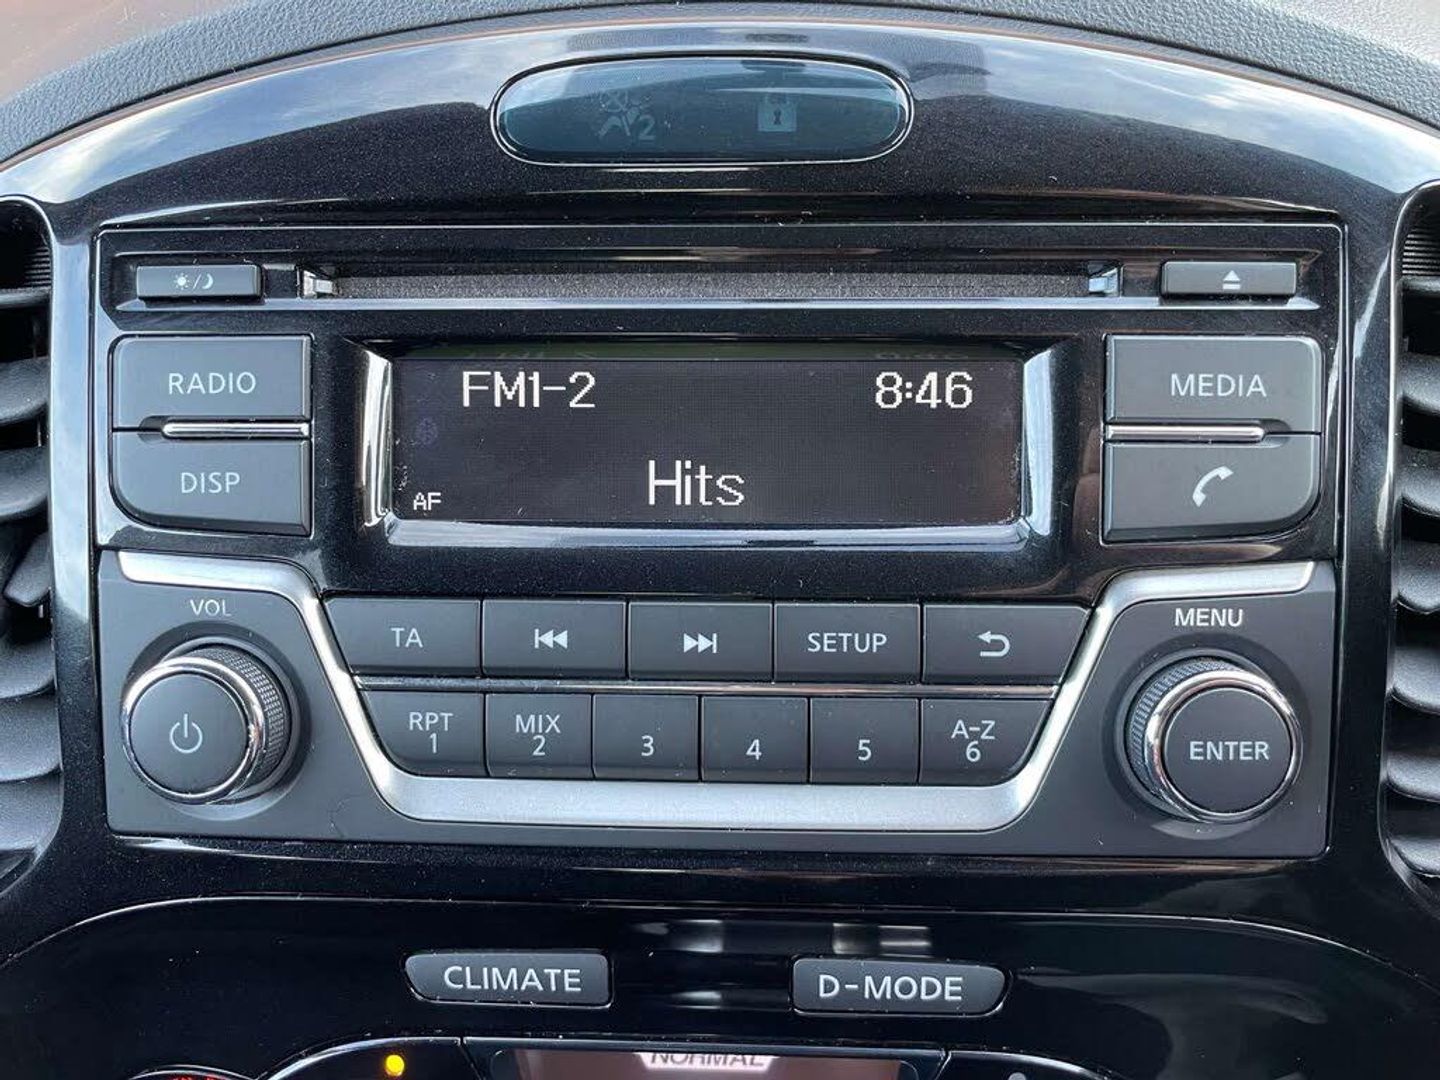 2
RADIO
MEDIA
FM1-2 8:46
DISP
Hits
AF
VOL
MENU
TA
SETUP
RPT
1
MIX
2
3
4
5
A-Z
6
ENTER
CLIMATE
D-MODE
NORMAL